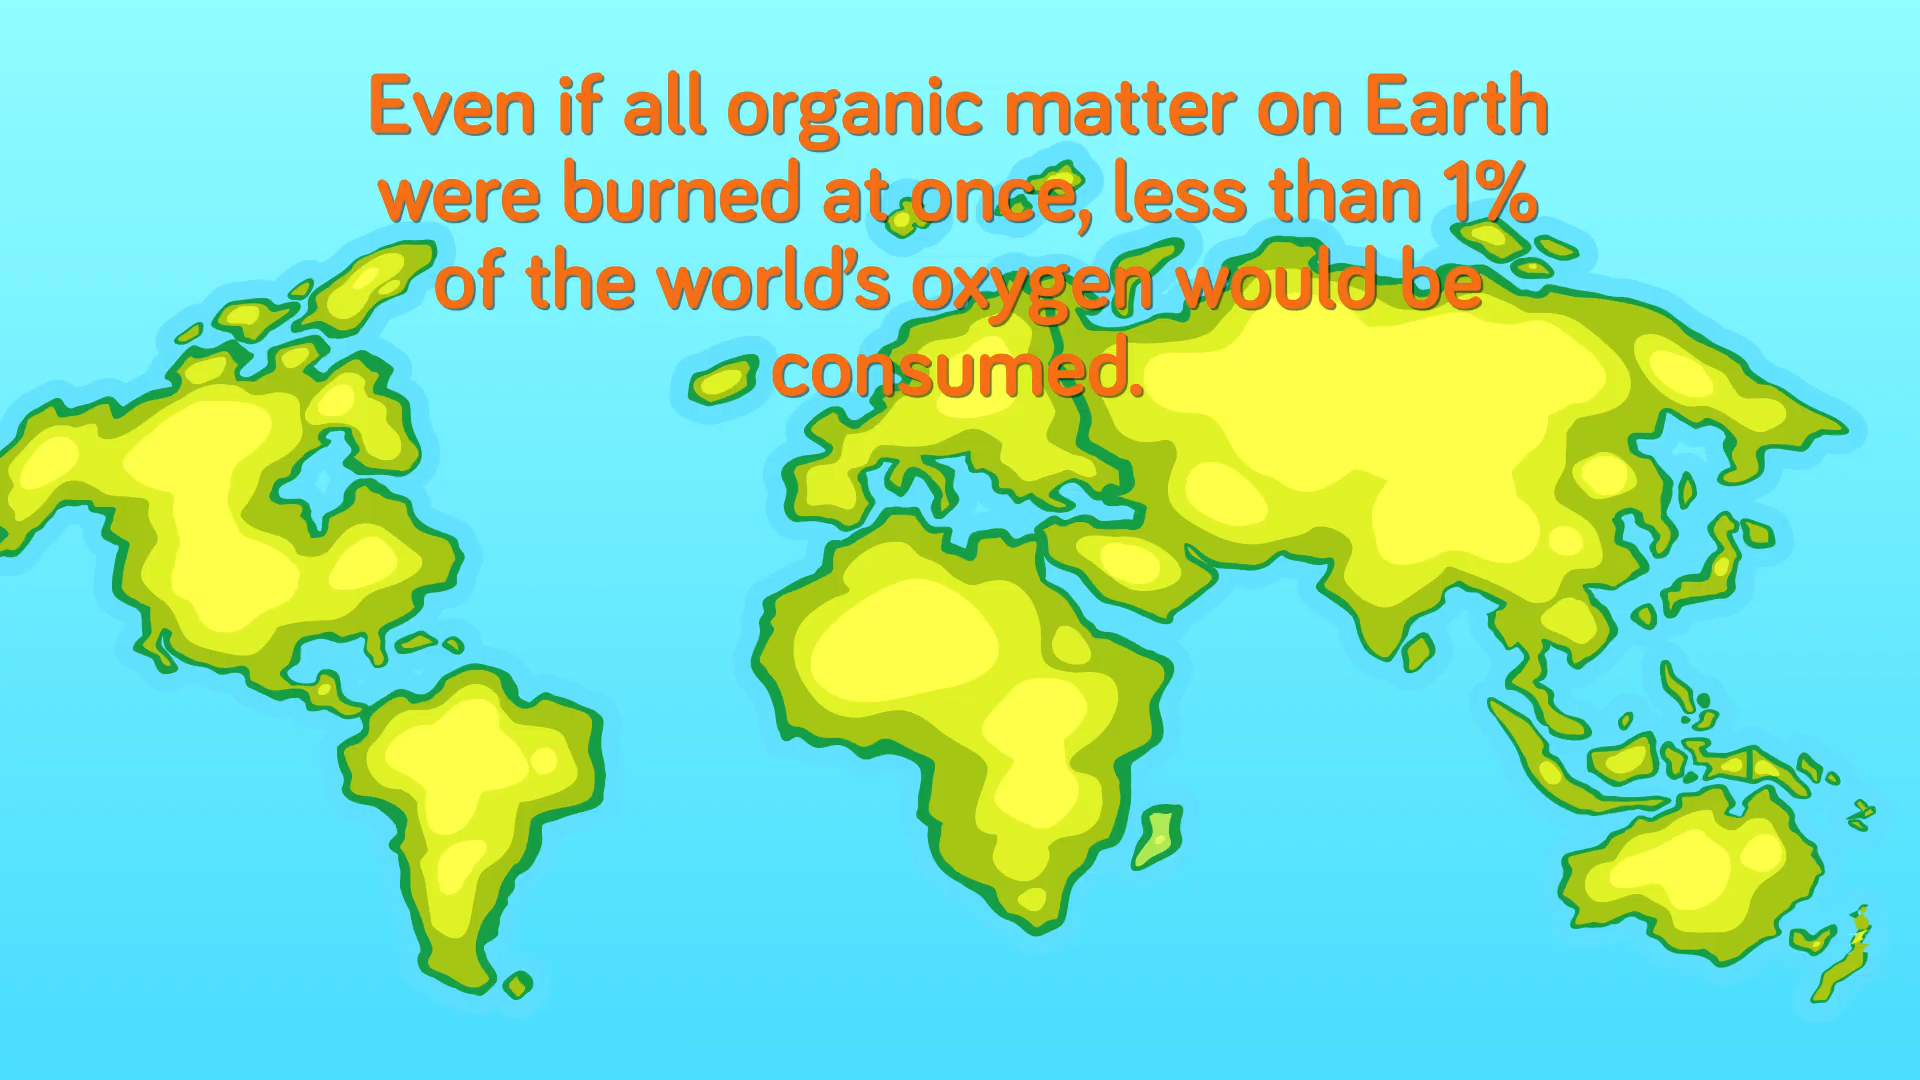 Even if all organic matter on Earth
were burned at once, less than 1%
of the world’s oxygen would be
consumed.